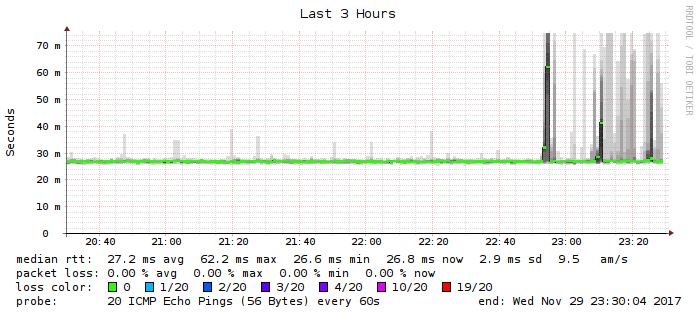 Last 3 Hours
RRDTOOL / TOBI OETIKER
Seconds
70 m
60 m
50 m
40 m
30 m
20 m
10 m
0
20:40 21:00 21:20 21:40 22:00 22:20 22:40 23:00 23:20
median rtt: 27.2 ms avg 62.2 ms max 26.6 ms min 26.8 ms now 2.9 ms sd 9.5 am/s
packet loss: 0.00 % avg 0.00 % max 0.00 % min 0.00 % now
loss color: 0 1/20 2/20 3/20 4/20 10/20 19/20
probe: 20 ICMP Echo Pings (56 Bytes) every 60s end: Wed Nov 29 23:30:04 2017